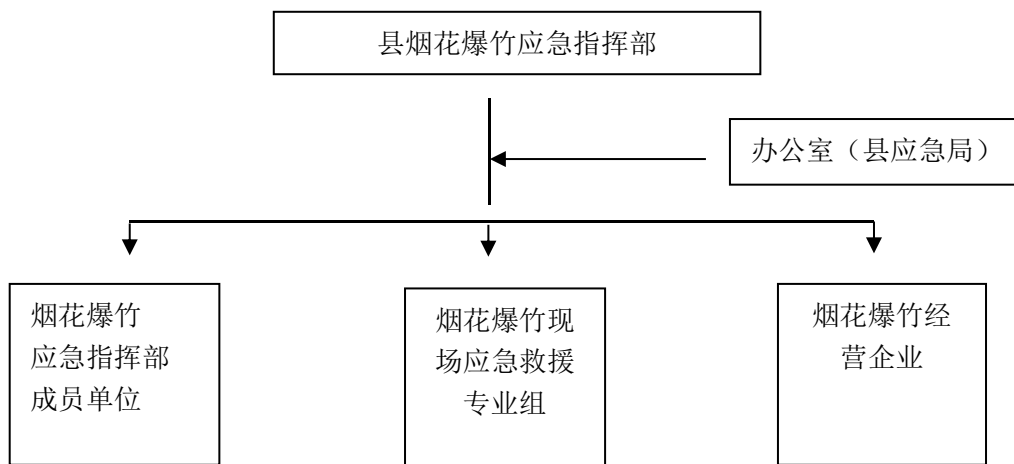 县烟花爆竹应急指挥部
办公室（县应急局）
烟花爆竹
应急指挥部
成员单位
烟花爆竹现
场应急救援
专业组
烟花爆竹经
营企业